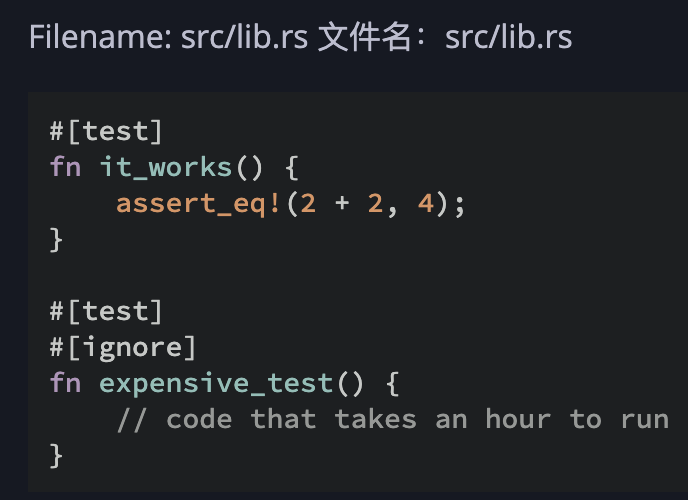 Filename: src/lib.rs 文件名：src/lib.rs
#[test]
fn it_works() {
    assert_eq!(2 + 2, 4);
}
#[test]
#[ignore]
fn expensive_test() {
    // code that takes an hour to run
}